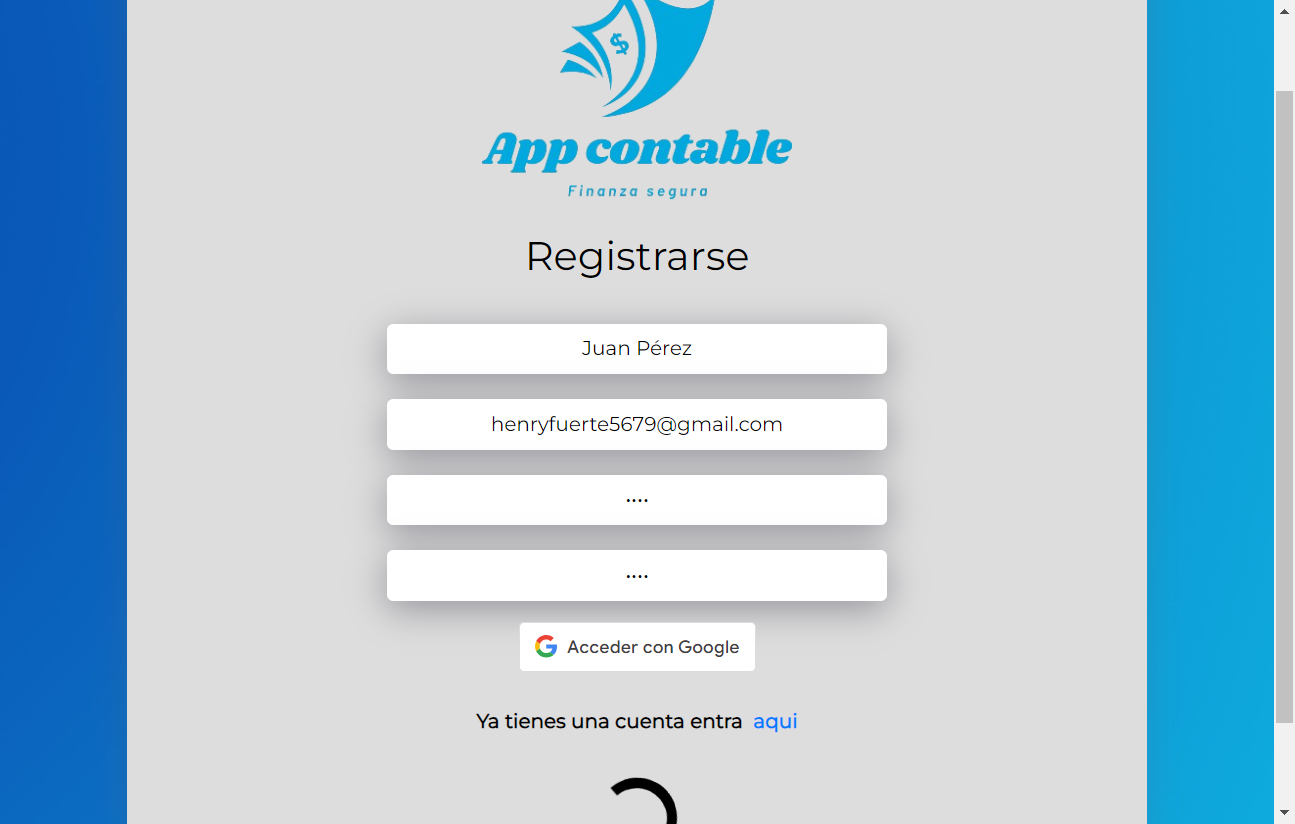 $
App contable
Finanza segura
Registrarse
Juan Pérez
henryfuerte5679@gmail.com
····
····
Acceder con Google
Ya tienes una cuenta entra aqui